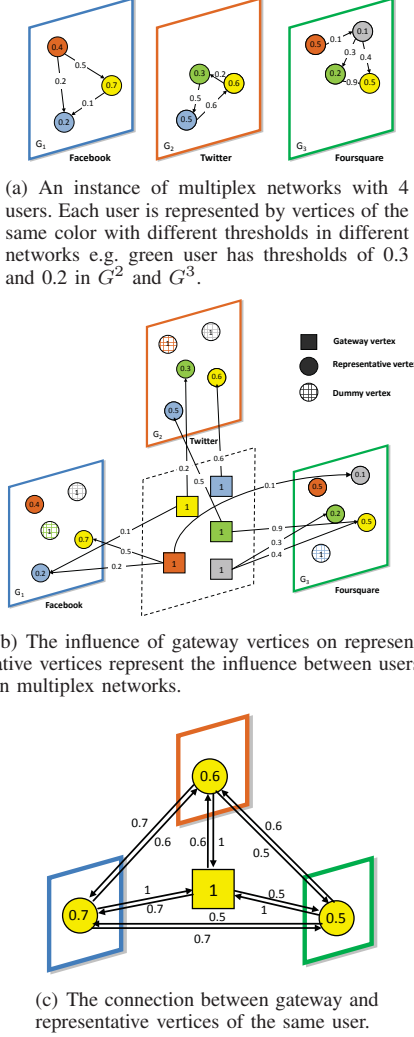 0.4
0.5
0.2
0.7
0.1
0.2
G1
Facebook
0.3
0.2
0.6
0.5
0.6
0.5
G2
Twitter
0.1
0.5
0.1
0.3
0.4
0.2
0.9
0.5
G3
Foursquare
(a) An instance of multiplex networks with 4
users. Each user is represented by vertices of the
same color with different thresholds in different
networks e.g. green user has thresholds of 0.3
and 0.2 in G² and G³.
1
1
0.3
0.6
0.5
G2
Twitter
Gateway vertex
Representative vertex
Dummy vertex
0.6
0.2
0.5
1
1
1
1
1
0.1
0.1
0.5
0.2
0.9
0.3
0.4
0.4
1
1
0.7
0.2
G1
Facebook
0.1
0.5
0.2
0.5
1
G3
Foursquare
b) The influence of gateway vertices on represen
ative vertices represent the influence between users
n multiplex networks.
0.6
0.7
0.6
0.6
1
0.6
0.5
1
0.7
1
0.7
0.5
1
0.5
0.5
0.7
(c) The connection between gateway and
representative vertices of the same user.